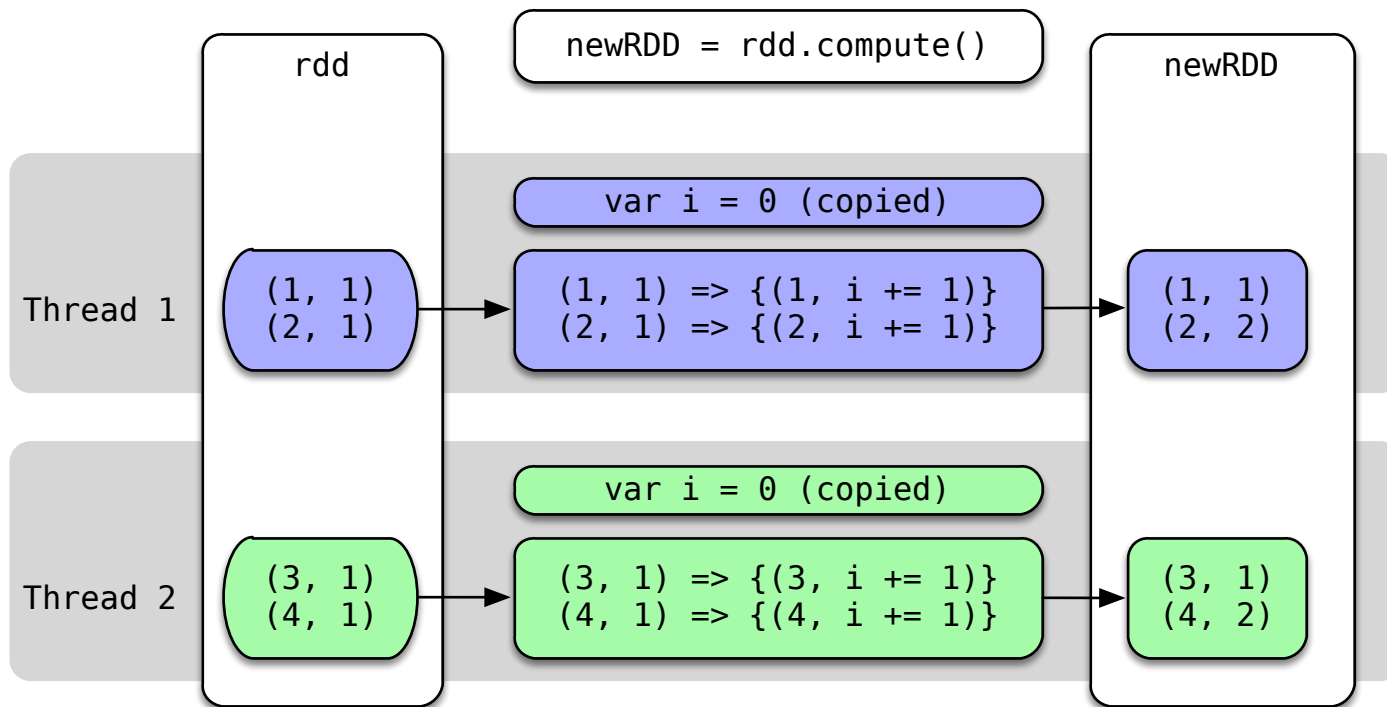 newRDD = rdd.compute()
rdd
newRDD
var i = 0 (copied)
Thread 1
(1, 1)
(2, 1)
(1, 1) => {(1, i += 1)}
(2, 1) => {(2, i += 1)}
(1, 1)
(2, 2)
var i = 0 (copied)
Thread 2
(3, 1)
(4, 1)
(3, 1) => {(3, i += 1)}
(4, 1) => {(4, i += 1)}
(3, 1)
(4, 2)